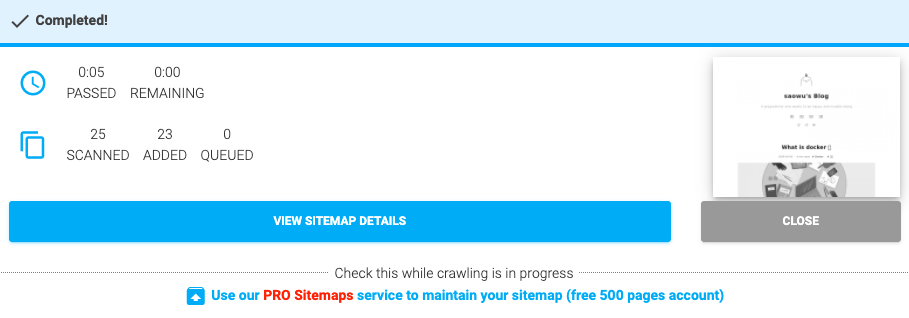 Completed!
0:05 0:00
PASSED REMAINING
25 23 0
SCANNED ADDED QUEUED
saowu's Blog
What is docker
VIEW SITEMAP DETAILS
CLOSE
Check this while crawling is in progress
Use our PRO Sitemaps service to maintain your sitemap (free 500 pages account)